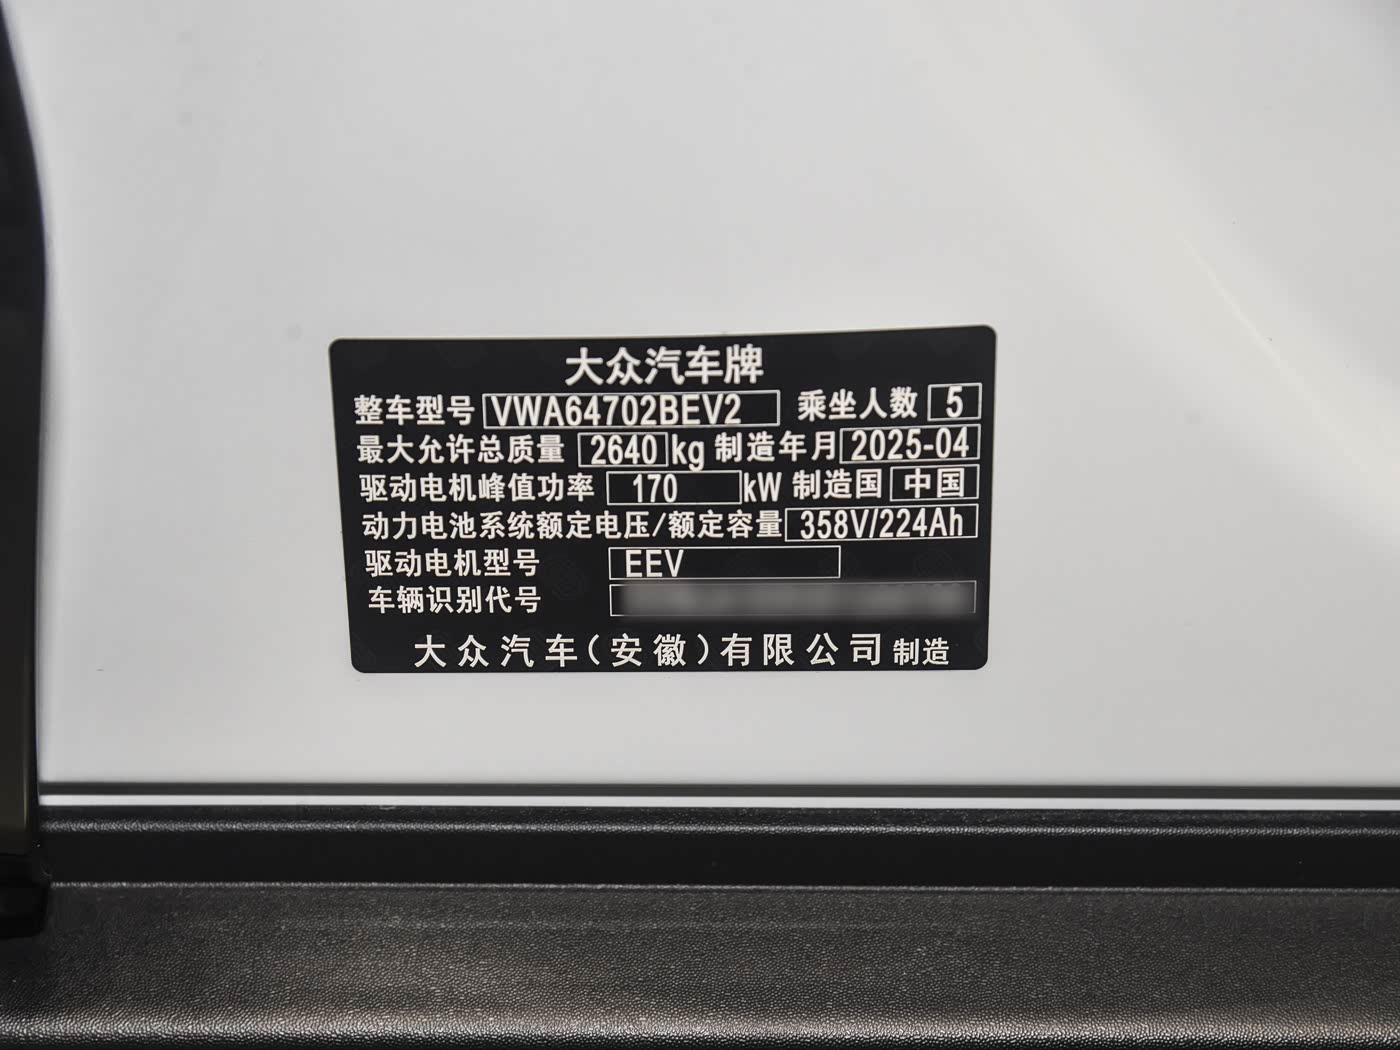 大众汽车牌
整车型号 VWA64702BEV2 乘坐人数 5
最大允许总质量 2640 kg 制造年月 2025-04
驱动电机峰值功率 170 kW 制造国 中国
动力电池系统额定电压/额定容量 358V/224Ah
驱动电机型号 EEV
车辆识别代号
大众汽车(安徽)有限公司 制造